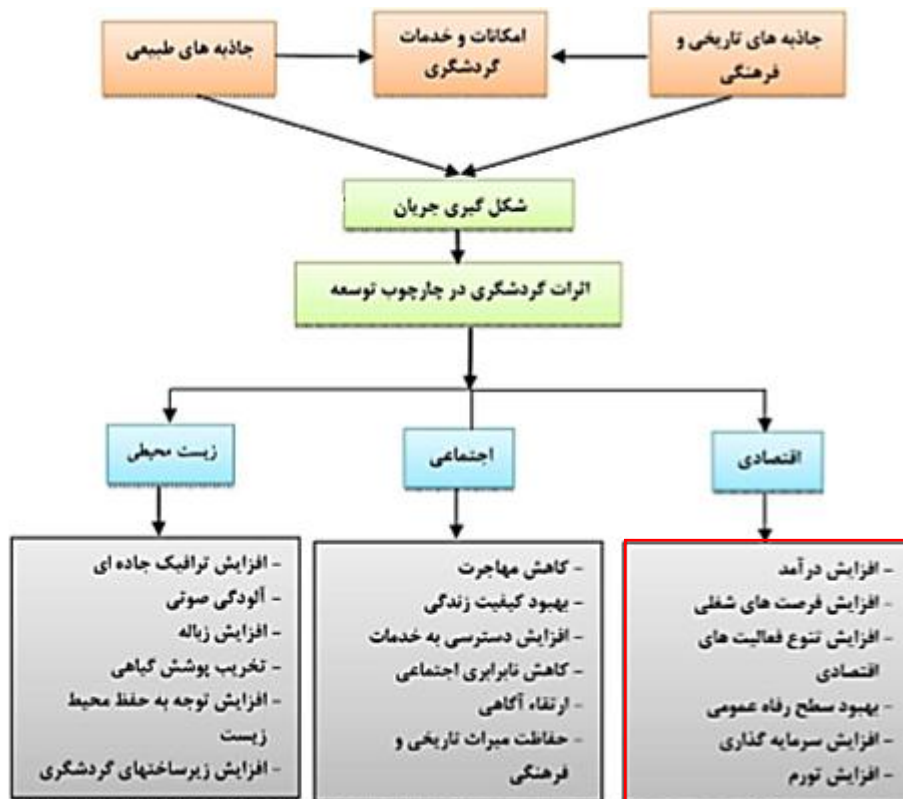 جاذبه های تاریخی و
فرهنگی
امکانات و خدمات
گردشگری
جاذبه های طبیعی
شکل گیری جریان
اثرات گردشگری در چارچوب توسعه
اقتصادی
اجتماعی
زیست محیطی
- افزایش درآمد
- افزایش فرصت های شغلی
- افزایش تنوع فعالیت های
اقتصادی
- بهبود سطح رفاه عمومی
- افزایش سرمایه گذاری
- افزایش تورم
- کاهش مهاجرت
- بهبود کیفیت زندگی
- افزایش دسترسی به خدمات
- کاهش نابرابری اجتماعی
- ارتقاء آگاهی
- حفاظت میراث تاریخی و
فرهنگی
- افزایش ترافیک جاده ای
- آلودگی صوتی
- افزایش زباله
- تخریب پوشش گیاهی
- افزایش توجه به حفظ محیط
زیست
- افزایش زیرساختهای گردشگری